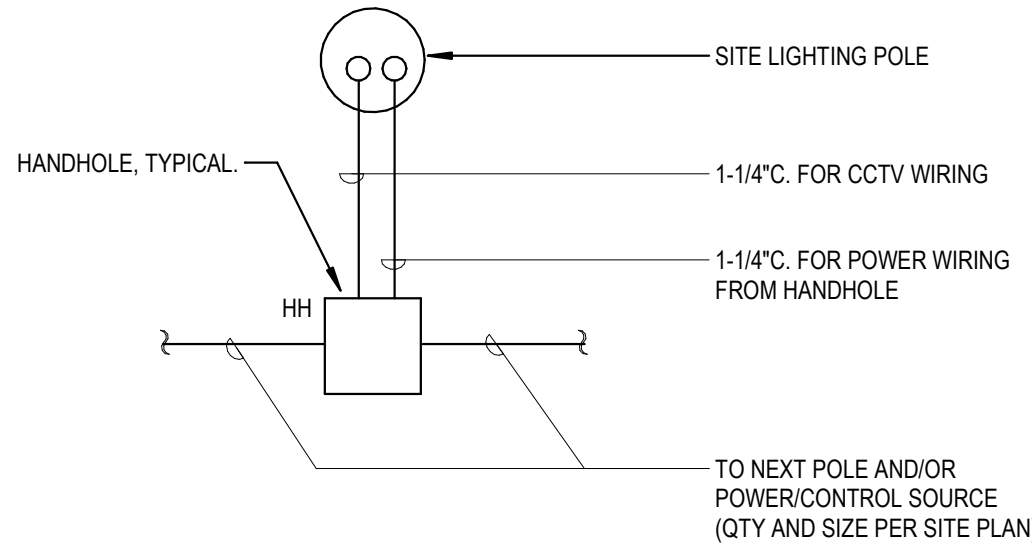 SITE LIGHTING POLE
HANDHOLE, TYPICAL.
1-1/4"C. FOR CCTV WIRING
1-1/4"C. FOR POWER WIRING
FROM HANDHOLE
HH
TO NEXT POLE AND/OR
POWER/CONTROL SOURCE
(QTY AND SIZE PER SITE PLAN